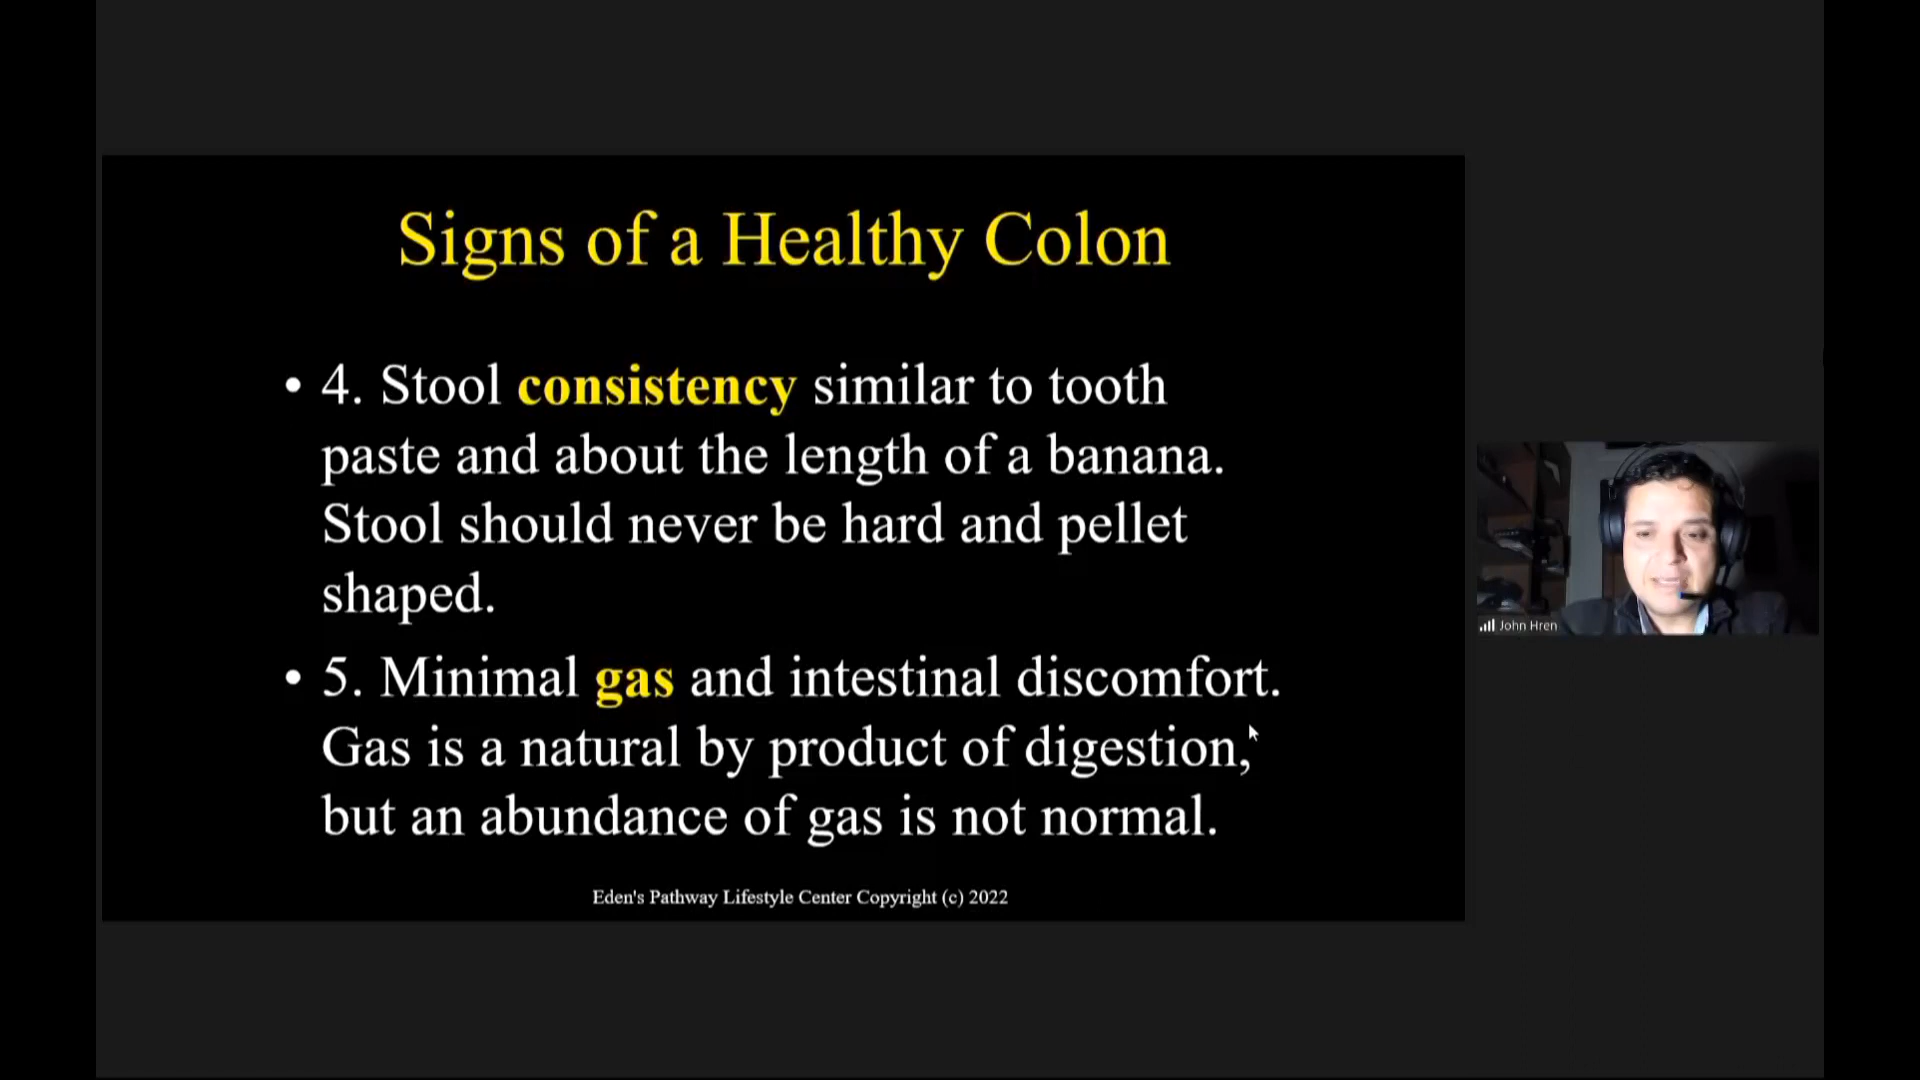 Signs of a Healthy Colon
• 4. Stool consistency similar to tooth
paste and about the length of a banana.
Stool should never be hard and pellet
shaped.
• 5. Minimal gas and intestinal discomfort.
Gas is a natural by product of digestion,
but an abundance of gas is not normal.
Eden's Pathway Lifestyle Center Copyright (c) 2022
John Hren